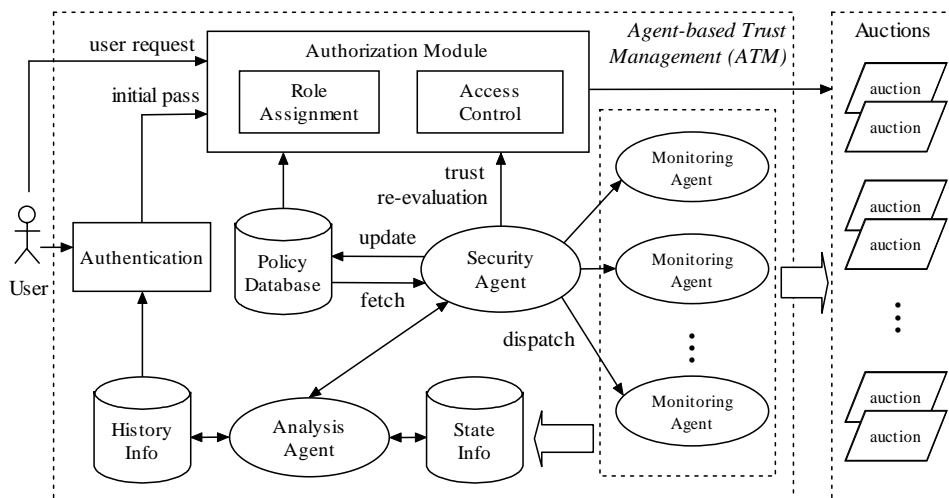 Agent-based Trust
Management (ATM)
Auctions
user request
Authorization Module
initial pass
Role
Assignment
Access
Control
auction
auction
Monitoring
Agent
trust
re-evaluation
auction
auction
User
Authentication
Policy
Database
update
fetch
Security
Agent
Monitoring
Agent
dispatch
Monitoring
Agent
auction
auction
History
Info
Analysis
Agent
State
Info